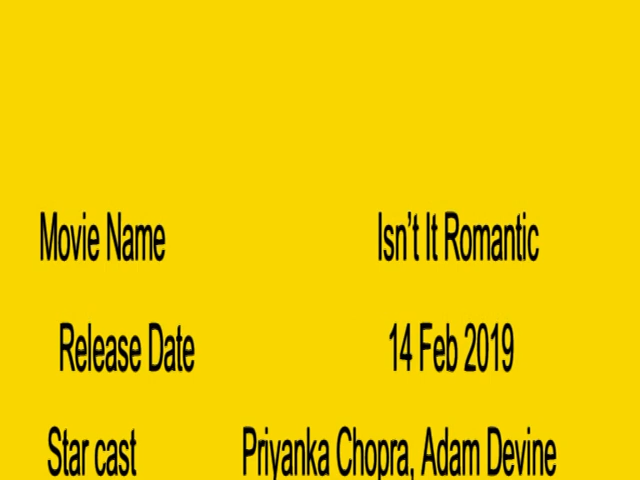 Movie Name Isn't It Romantic
Release Date 14 Feb 2019
Star cast Priyanka Chopra, Adam Devine